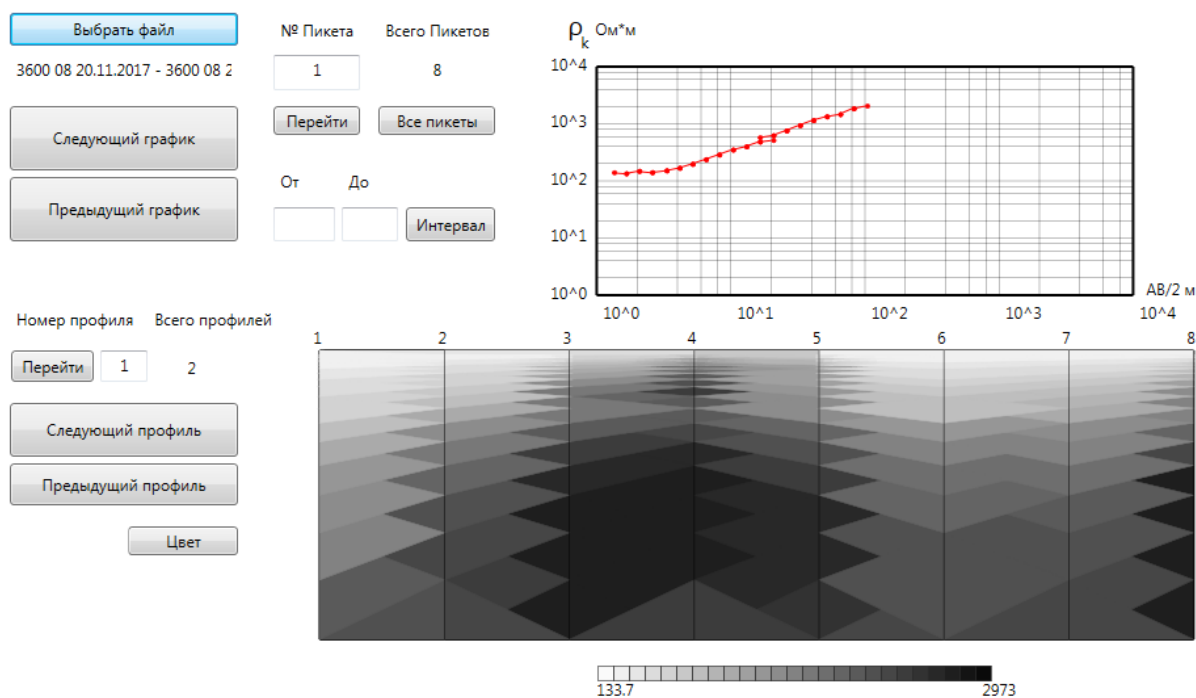 Выбрать файл
3600 08 20.11.2017 - 3600 08 2
Следующий график
Предыдущий график
№ Пикета Всего Пикетов
1 8
Перейти Все пикеты
От До
Интервал
ρk Ом*м
10^4
10^3
10^2
10^1
10^0
AB/2 м
10^0 10^1 10^2 10^3 10^4
Номер профиля Всего профилей
Перейти 1 2
Следующий профиль
Предыдущий профиль
Цвет
1 2 3 4 5 6 7 8
133.7 2973